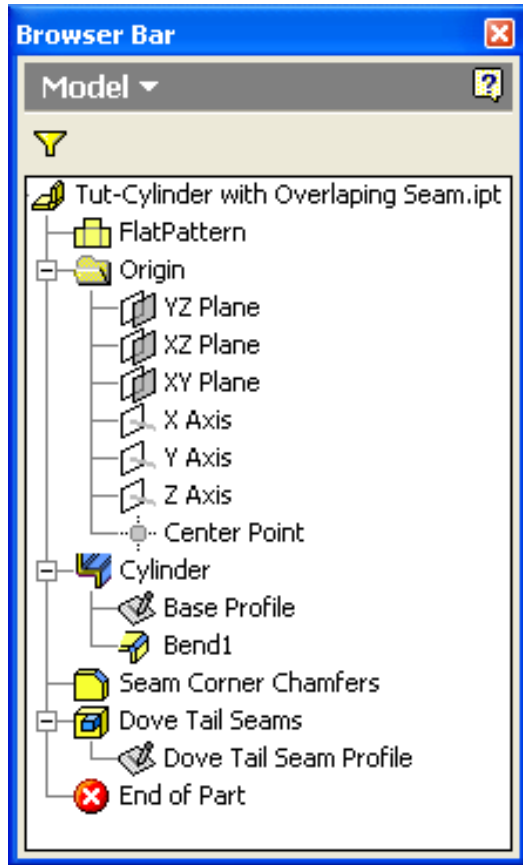 Browser Bar
Model
Tut-Cylinder with Overlaping Seam.ipt
FlatPattern
Origin
YZ Plane
XZ Plane
XY Plane
X Axis
Y Axis
Z Axis
Center Point
Cylinder
Base Profile
Bend1
Seam Corner Chamfers
Dove Tail Seams
Dove Tail Seam Profile
End of Part